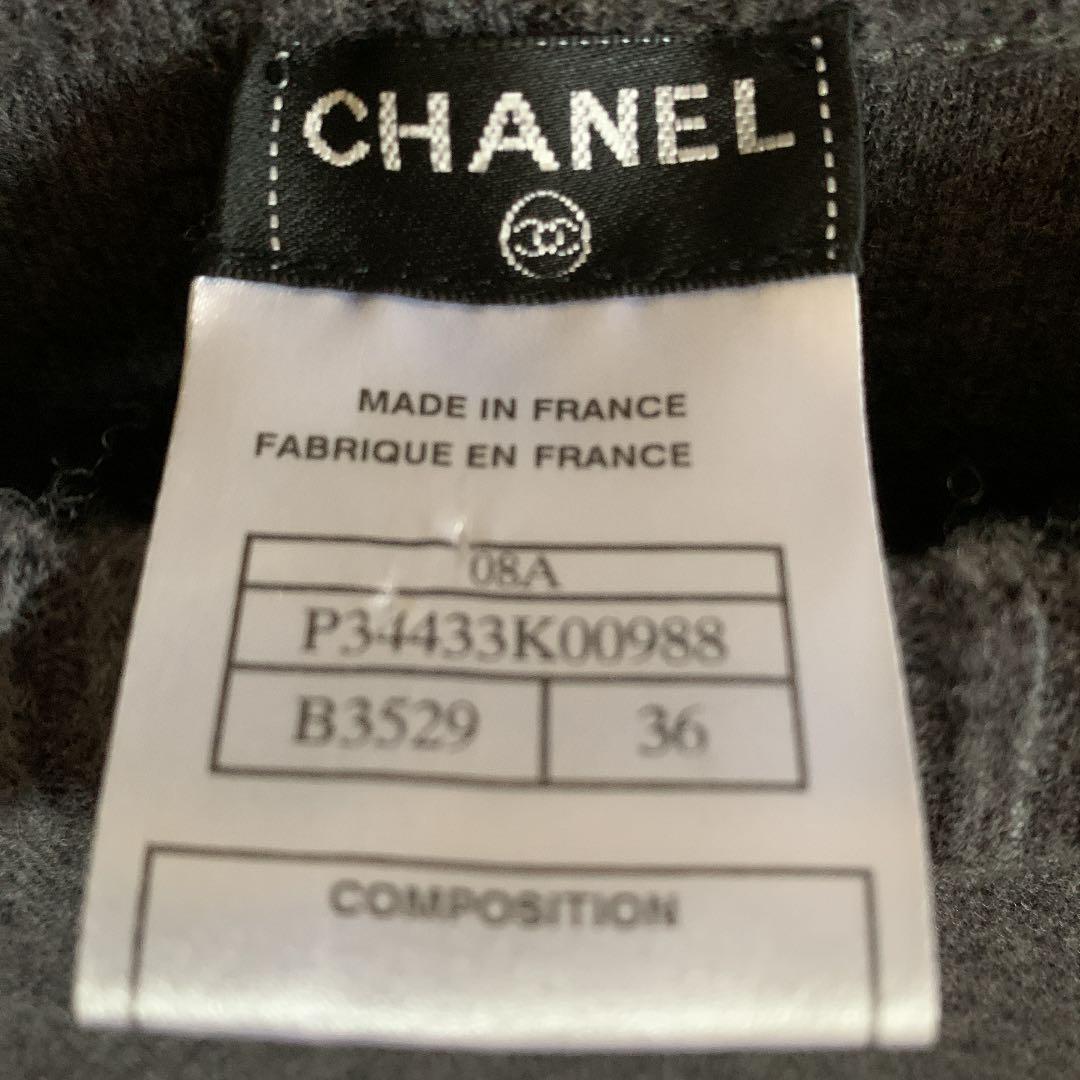 CHANEL
MADE IN FRANCE
FABRIQUE EN FRANCE
08A
P34433K00988
B3529 36
COMPOSITION